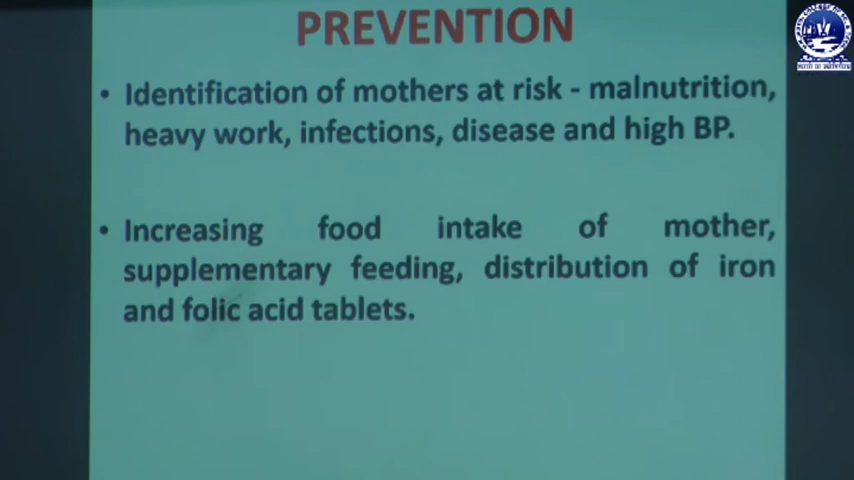 PREVENTION
• Identification of mothers at risk - malnutrition,
heavy work, infections, disease and high BP.
• Increasing food intake of mother,
supplementary feeding, distribution of iron
and folic acid tablets.